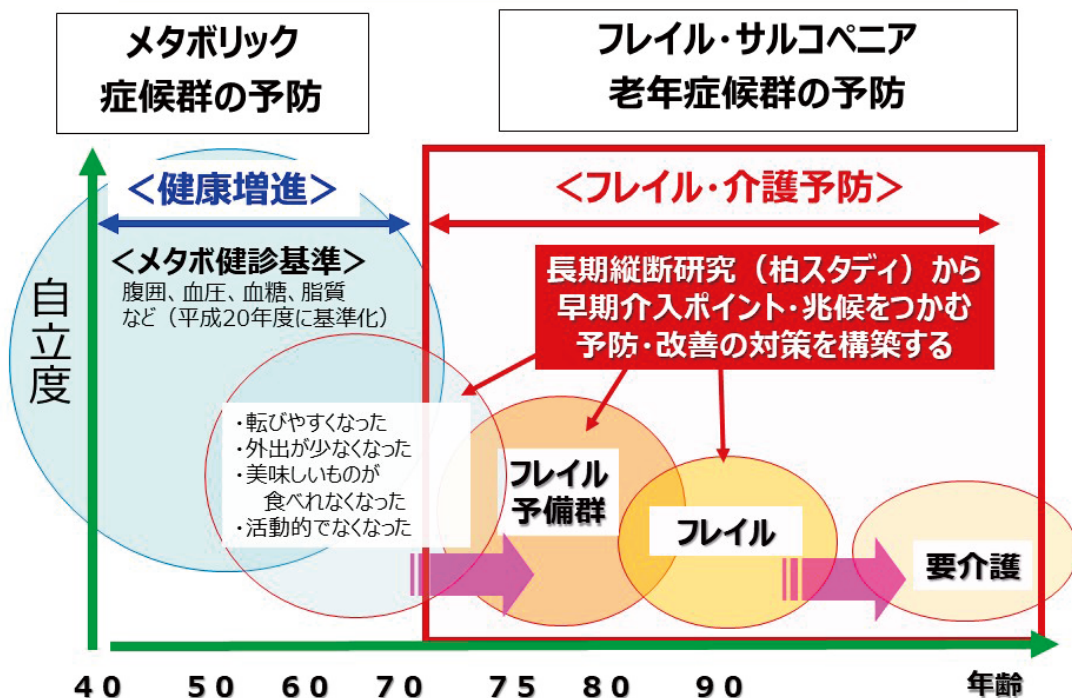 メタボリック
症候群の予防
フレイル・サルコペニア
老年症候群の予防
<健康増進>
<フレイル・介護予防>
<メタボ健診基準>
腹囲、血圧、血糖、脂質
など（平成20年度に基準化）
長期縦断研究（柏スタディ）から
早期介入ポイント・兆候をつかむ
予防・改善の対策を構築する
自立度
・転びやすくなった
・外出が少なくなった
・美味しいものが
食べれなくなった
・活動的でなくなった
フレイル
予備群
フレイル
要介護
40 50 60 70 75 80 90 年齢